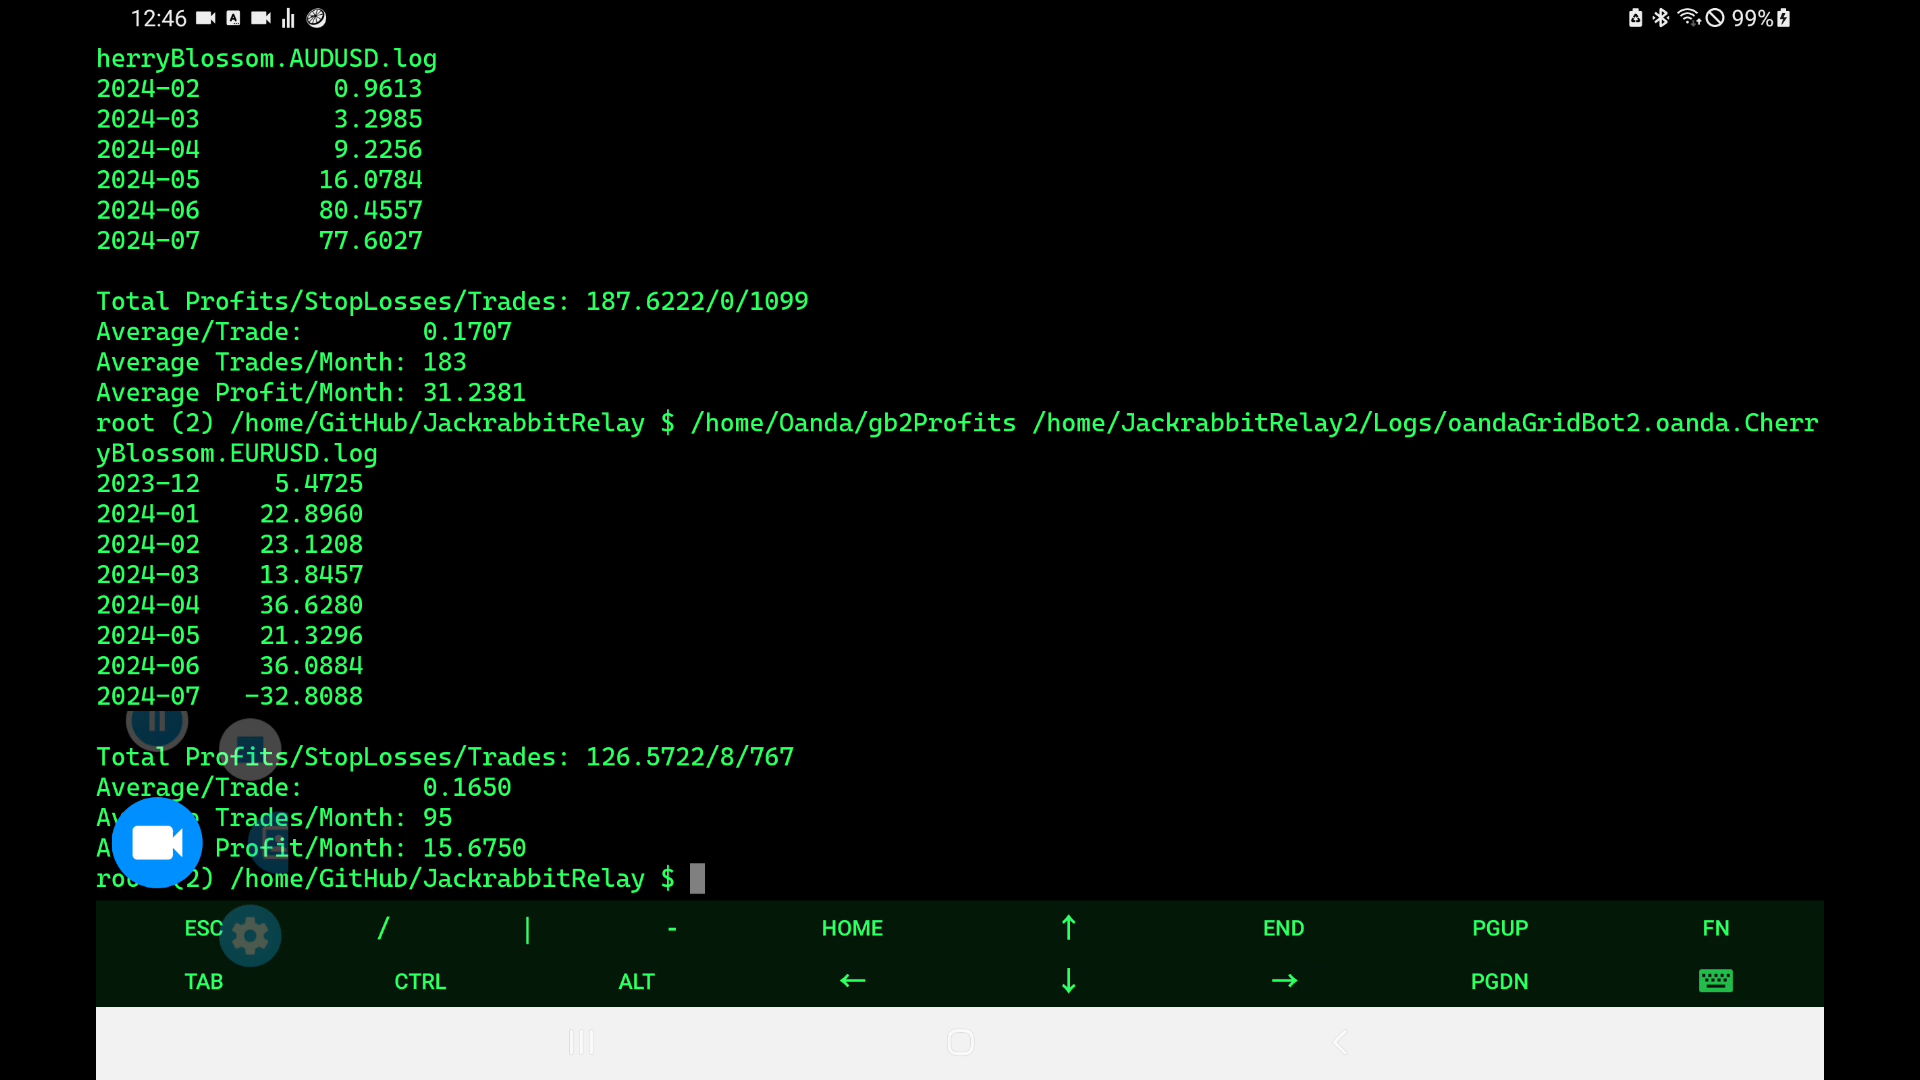 12:46
99%
herryBlossom.AUDUSD.log
2024-02 0.9613
2024-03 3.2985
2024-04 9.2256
2024-05 16.0784
2024-06 80.4557
2024-07 77.6027
Total Profits/StopLosses/Trades: 187.6222/0/1099
Average/Trade: 0.1707
Average Trades/Month: 183
Average Profit/Month: 31.2381
root (2) /home/GitHub/JackrabbitRelay $ /home/Oanda/gb2Profits /home/JackrabbitRelay2/Logs/oandaGridBot2.oanda.Cherr
yBlossom.EURUSD.log
2023-12 5.4725
2024-01 22.8960
2024-02 23.1208
2024-03 13.8457
2024-04 36.6280
2024-05 21.3296
2024-06 36.0884
2024-07 -32.8088
Total Profits/StopLosses/Trades: 126.5722/8/767
Average/Trade: 0.1650
Trades/Month: 95
Profit/Month: 15.6750
(2) /home/GitHub/JackrabbitRelay $
ESC / | - HOME ↑ END PGUP FN
TAB CTRL ALT ← ↓ → PGDN